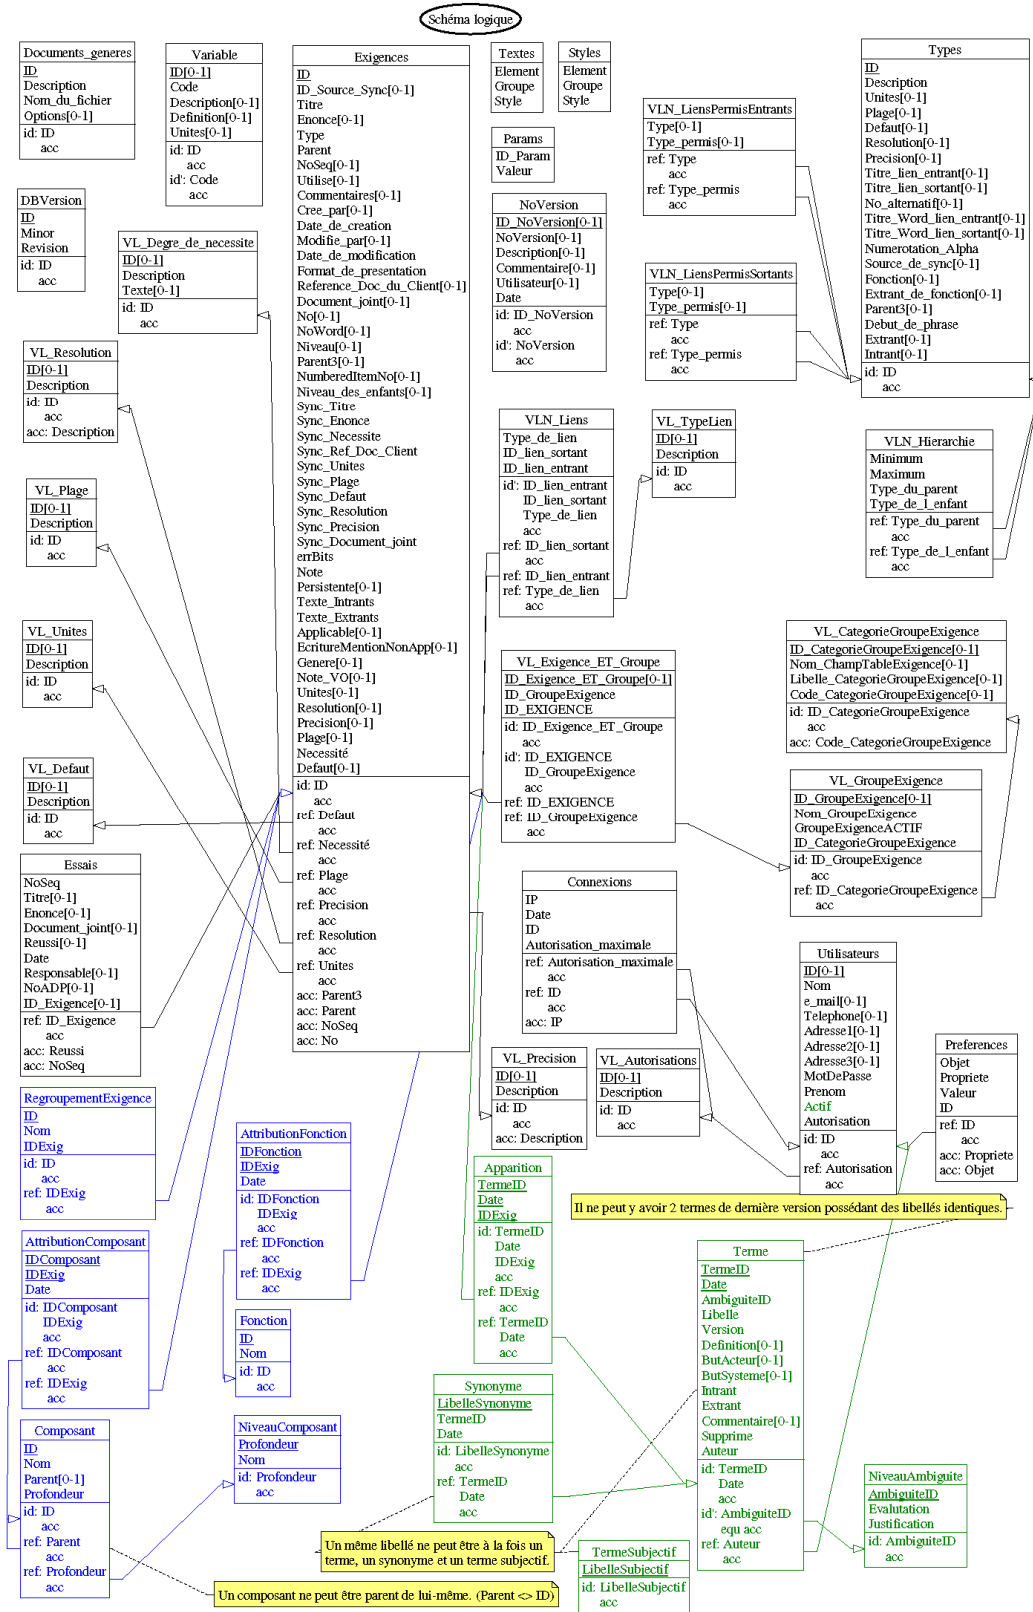 Schéma logique
Documents_generes
ID
Description
Nom_du_fichier
Options[0-1]
id: ID
acc
Variable
ID[0-1]
Code
Description[0-1]
Definition[0-1]
Unites[0-1]
id: ID
acc
id': Code
acc
Exigences
ID
ID_Source_Sync[0-1]
Titre
Enonce[0-1]
Type
Parent
NoSeq[0-1]
Utilise[0-1]
Commentaires[0-1]
Cree_par[0-1]
Date_de_creation
Modifie_par[0-1]
Date_de_modification
Format_de_presentation
Reference_Doc_du_Client[0-1]
Document_joint[0-1]
No[0-1]
NoWord[0-1]
Niveau[0-1]
Parent3[0-1]
NumberedItemNo[0-1]
Niveau_des_enfants[0-1]
Sync_Titre
Sync_Enonce
Sync_Necessite
Sync_Ref_Doc_Client
Sync_Unites
Sync_Plage
Sync_Defaut
Sync_Resolution
Sync_Precision
Sync_Document_joint
errBits
Note
Persistente[0-1]
Texte_Intrants
Texte_Extrants
Applicable[0-1]
EcritureMentionNonApp[0-1]
Genere[0-1]
Note_VO[0-1]
Unites[0-1]
Resolution[0-1]
Precision[0-1]
Plage[0-1]
Necessité
Defaut[0-1]
id: ID
acc
ref: Defaut
acc
ref: Necessité
acc
ref: Plage
acc
ref: Precision
acc
ref: Resolution
acc
ref: Unites
acc
acc: Parent3
acc: Parent
acc: NoSeq
acc: No
Textes
Element
Groupe
Style
Styles
Element
Groupe
Style
Params
ID_Param
Valeur
NoVersion
ID_NoVersion[0-1]
NoVersion[0-1]
Description[0-1]
Commentaire[0-1]
Utilisateur[0-1]
Date
id: ID_NoVersion
acc
id': NoVersion
acc
VLN_LiensPermisEntrants
Type[0-1]
Type_permis[0-1]
ref: Type
acc
ref: Type_permis
acc
VLN_LiensPermisSortants
Type[0-1]
Type_permis[0-1]
ref: Type
acc
ref: Type_permis
acc
Types
ID
Description
Unites[0-1]
Plage[0-1]
Defaut[0-1]
Resolution[0-1]
Precision[0-1]
Titre_lien_entrant[0-1]
Titre_lien_sortant[0-1]
No_alternatif[0-1]
Titre_Word_lien_entrant[0-1]
Titre_Word_lien_sortant[0-1]
Numerotation_Alpha
Source_de_sync[0-1]
Fonction[0-1]
Extrant_de_fonction[0-1]
Parent3[0-1]
Debut_de_phrase
Extrant[0-1]
Intrant[0-1]
id: ID
acc
DBVersion
ID
Minor
Revision
id: ID
acc
VL_Degre_de_necessite
ID[0-1]
Description
Texte[0-1]
id: ID
acc
VL_Resolution
ID[0-1]
Description
id: ID
acc
acc: Description
VL_Plage
ID[0-1]
Description
id: ID
acc
VL_Unites
ID[0-1]
Description
id: ID
acc
VL_Defaut
ID[0-1]
Description
id: ID
acc
VLN_Liens
Type_de_lien
ID_lien_sortant
ID_lien_entrant
id': ID_lien_entrant
ID_lien_sortant
Type_de_lien
acc
ref: ID_lien_sortant
acc
ref: ID_lien_entrant
ref: Type_de_lien
acc
VL_TypeLien
ID[0-1]
Description
id: ID
acc
VLN_Hierarchie
Minimum
Maximum
Type_du_parent
Type_de_l_enfant
ref: Type_du_parent
acc
ref: Type_de_l_enfant
acc
VL_Exigence_ET_Groupe
ID_Exigence_ET_Groupe[0-1]
ID_GroupeExigence
ID_EXIGENCE
id: ID_Exigence_ET_Groupe
acc
id': ID_EXIGENCE
ID_GroupeExigence
acc
ref: ID_EXIGENCE
ref: ID_GroupeExigence
acc
VL_CategorieGroupeExigence
ID_CategorieGroupeExigence[0-1]
Nom_ChampTableExigence[0-1]
Libelle_CategorieGroupeExigence[0-1]
Code_CategorieGroupeExigence[0-1]
id: ID_CategorieGroupeExigence
acc
acc: Code_CategorieGroupeExigence
VL_GroupeExigence
ID_GroupeExigence[0-1]
Nom_GroupeExigence
GroupeExigenceACTIF
ID_CategorieGroupeExigence
id: ID_GroupeExigence
acc
ref: ID_CategorieGroupeExigence
acc
Essais
NoSeq
Titre[0-1]
Enonce[0-1]
Document_joint[0-1]
Reussi[0-1]
Date
Responsable[0-1]
NoADP[0-1]
ID_Exigence[0-1]
ref: ID_Exigence
acc
acc: Reussi
acc: NoSeq
Connexions
IP
Date
ID
Autorisation_maximale
ref: Autorisation_maximale
acc
ref: ID
acc
acc: IP
Utilisateurs
ID[0-1]
Nom
e_mail[0-1]
Telephone[0-1]
Adresse1[0-1]
Adresse2[0-1]
Adresse3[0-1]
MotDePasse
Prenom
Actif
Autorisation
id: ID
acc
ref: Autorisation
acc
Preferences
Objet
Propriete
Valeur
ID
ref: ID
acc
acc: Propriete
acc: Objet
VL_Precision
ID[0-1]
Description
id: ID
acc
acc: Description
VL_Autorisations
ID[0-1]
Description
id: ID
acc
RegroupementExigence
ID
Nom
IDExig
id: ID
acc
ref: IDExig
acc
AttributionFonction
IDFonction
IDExig
Date
id: IDFonction
IDExig
acc
ref: IDFonction
acc
ref: IDExig
acc
Apparition
TermeID
Date
IDExig
id: TermeID
Date
IDExig
acc
ref: IDExig
acc
ref: TermeID
Date
acc
Il ne peut y avoir 2 termes de dernière version possédant des libellés identiques.
AttributionComposant
IDComposant
IDExig
Date
id: IDComposant
IDExig
acc
ref: IDComposant
acc
ref: IDExig
acc
Fonction
ID
Nom
id: ID
acc
Terme
TermeID
Date
AmbiguiteID
Libelle
Version
Definition[0-1]
ButActeur[0-1]
ButSysteme[0-1]
Intrant
Extrant
Commentaire[0-1]
Supprime
Auteur
id: TermeID
Date
acc
id': AmbiguiteID
equ acc
ref: Auteur
acc
Synonyme
LibelleSynonyme
TermeID
Date
id: LibelleSynonyme
acc
ref: TermeID
Date
acc
Composant
ID
Nom
Parent[0-1]
Profondeur
id: ID
acc
ref: Parent
acc
ref: Profondeur
acc
NiveauComposant
Profondeur
Nom
id: Profondeur
acc
NiveauAmbiguite
AmbiguiteID
Evalutation
Justification
id: AmbiguiteID
acc
Un même libellé ne peut être à la fois un
terme, un synonyme et un terme subjectif.
TermeSubjectif
LibelleSubjectif
id: LibelleSubjectif
acc
Un composant ne peut être parent de lui-même. (Parent <> ID)